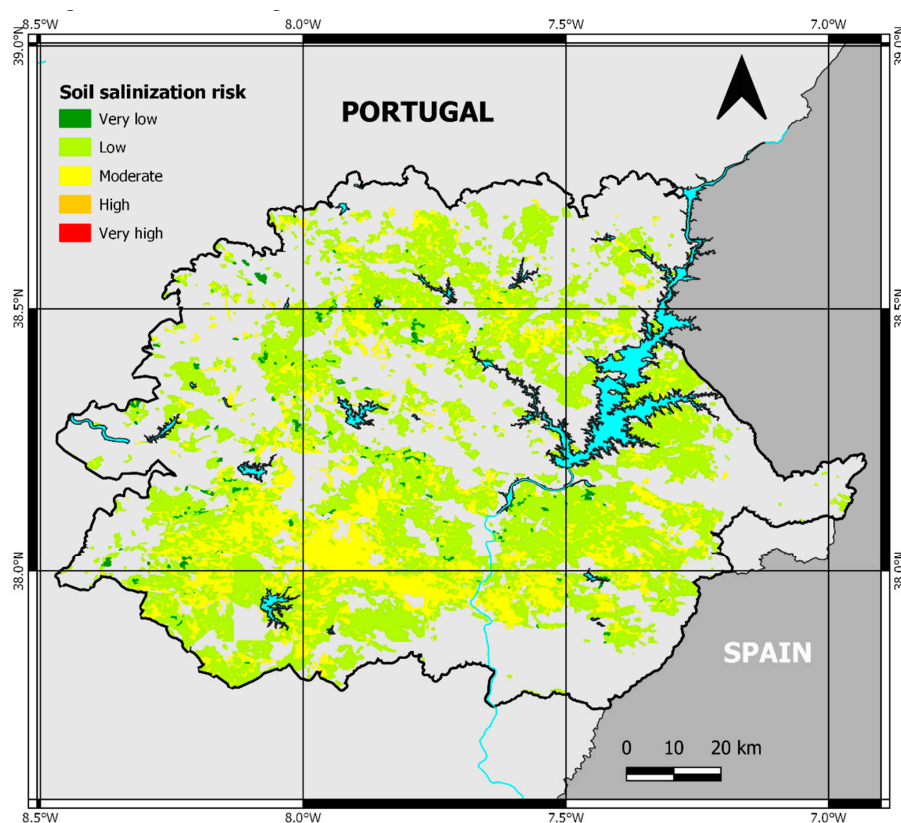 8.5°W 8.0°W 7.5°W 7.0°W
39.0°N 39.0°N
Soil salinization risk
Very low
Low
Moderate
High
Very high
PORTUGAL
38.5°N 38.5°N
38.0°N 38.0°N
SPAIN
0 10 20 km
8.5°W 8.0°W 7.5°W 7.0°W